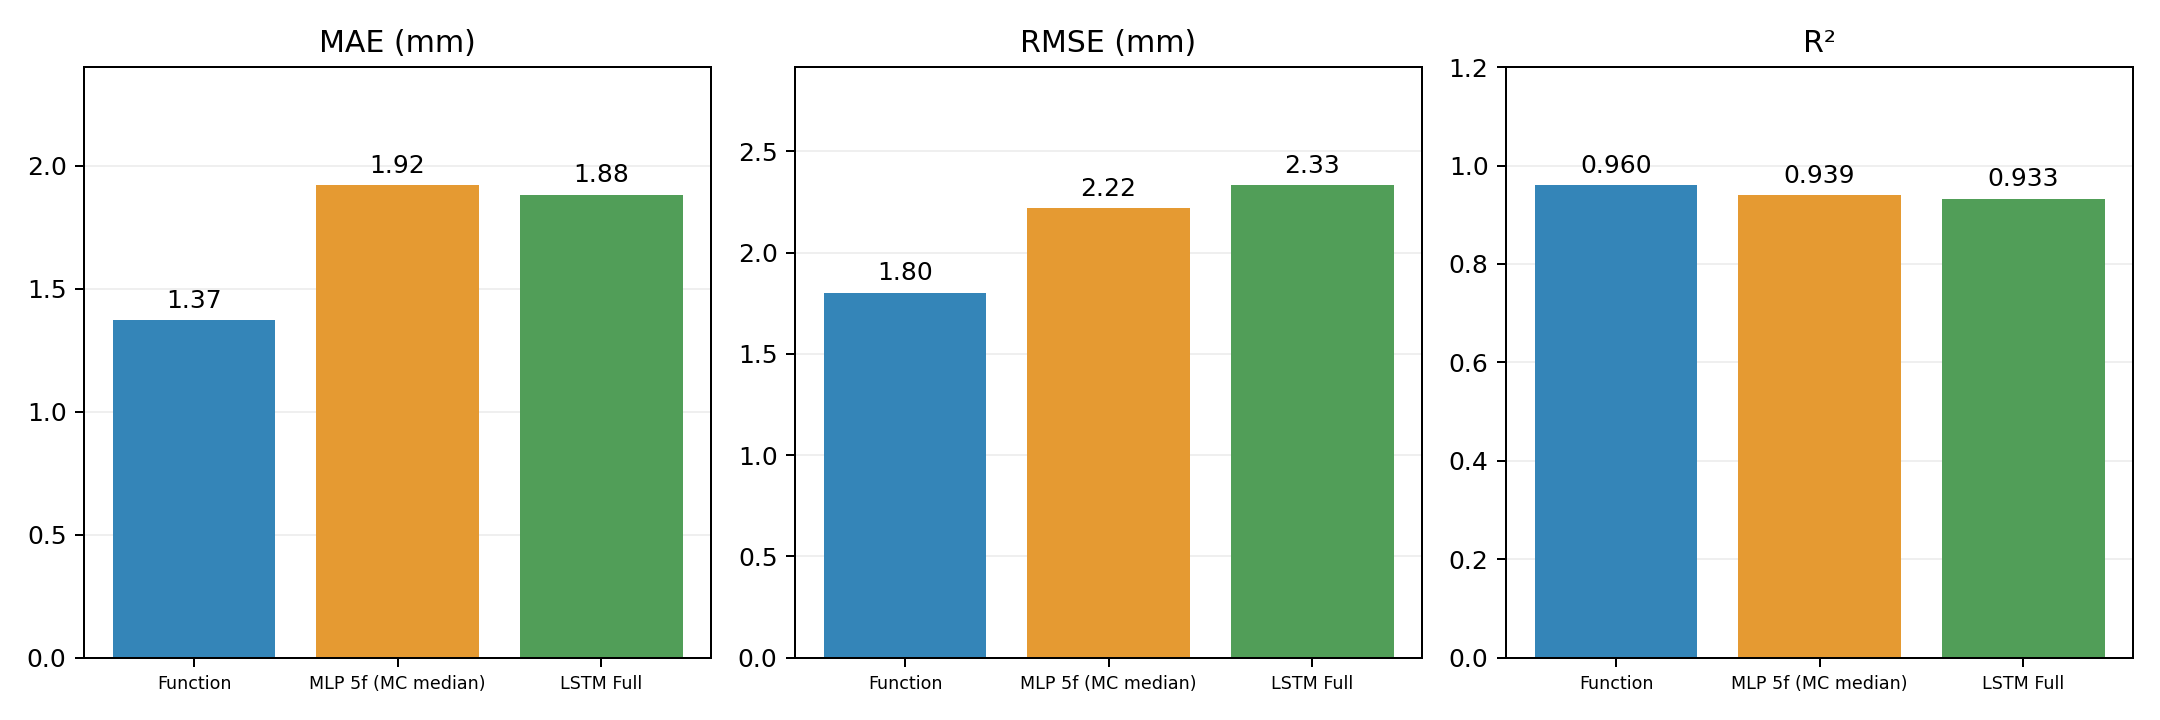 MAE (mm)
2.0
1.5
1.0
0.5
0.0
1.37
1.92
1.88
Function
MLP 5f (MC median)
LSTM Full
RMSE (mm)
2.5
2.0
1.5
1.0
0.5
0.0
1.80
2.22
2.33
Function
MLP 5f (MC median)
LSTM Full
R²
1.2
1.0
0.8
0.6
0.4
0.2
0.0
0.960
0.939
0.933
Function
MLP 5f (MC median)
LSTM Full